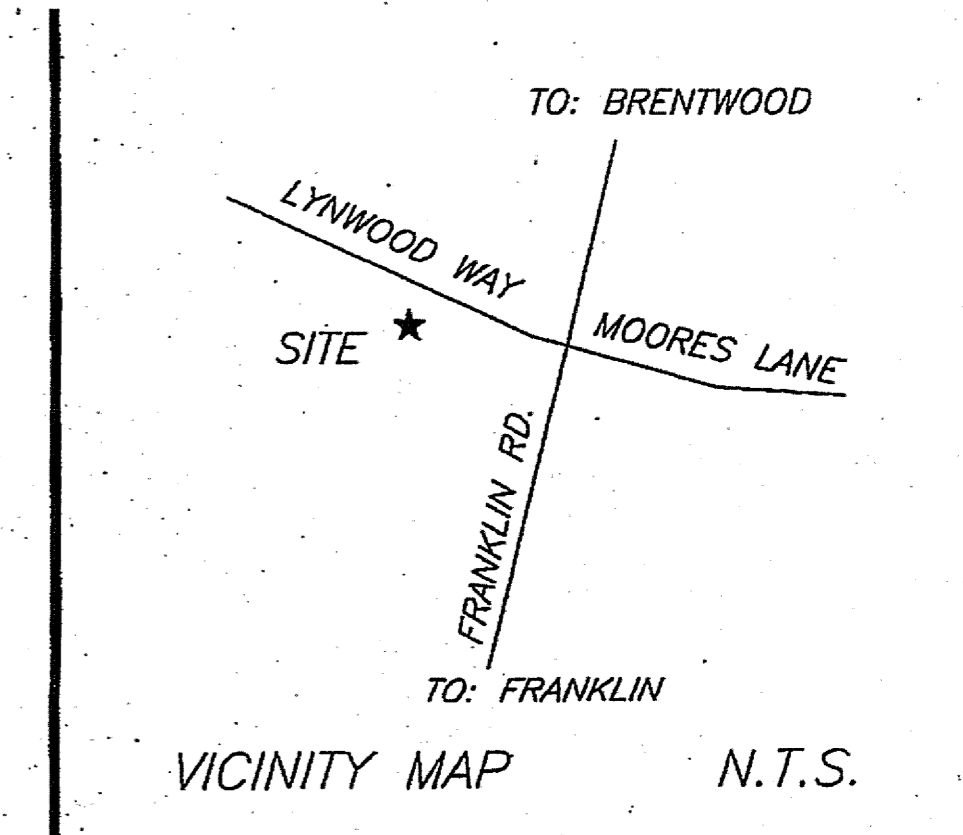 TO: BRENTWOOD
LYNWOOD WAY
MOORES LANE
SITE
FRANKLIN RD.
TO: FRANKLIN
VICINITY MAP N.T.S.